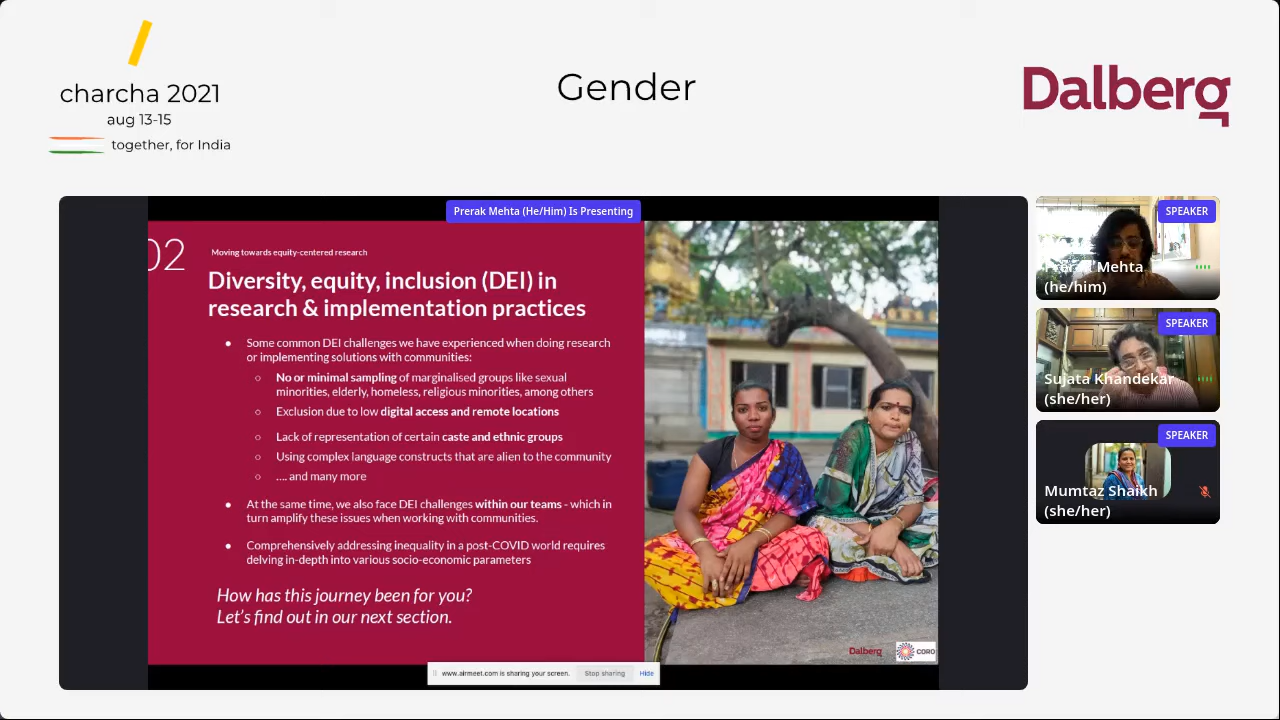 charcha 2021
aug 13-15
together, for India
Gender
Dalberg
Prerak Mehta (He/Him) Is Presenting
02
Moving towards equity-centered research
Diversity, equity, inclusion (DEI) in
research & implementation practices
● Some common DEI challenges we have experienced when doing research
or implementing solutions with communities:
○ No or minimal sampling of marginalised groups like sexual
minorities, elderly, homeless, religious minorities, among others
○ Exclusion due to low digital access and remote locations
○ Lack of representation of certain caste and ethnic groups
○ Using complex language constructs that are alien to the community
○ .... and many more
● At the same time, we also face DEI challenges within our teams - which in
turn amplify these issues when working with communities.
● Comprehensively addressing inequality in a post-COVID world requires
delving in-depth into various socio-economic parameters
How has this journey been for you?
Let's find out in our next section.
Dalberg
CORO
www.airmeet.com is sharing your screen.
Stop sharing
Hide
SPEAKER
Prerak Mehta
(he/him)
SPEAKER
Sujata Khandekar
(she/her)
SPEAKER
Mumtaz Shaikh
(she/her)